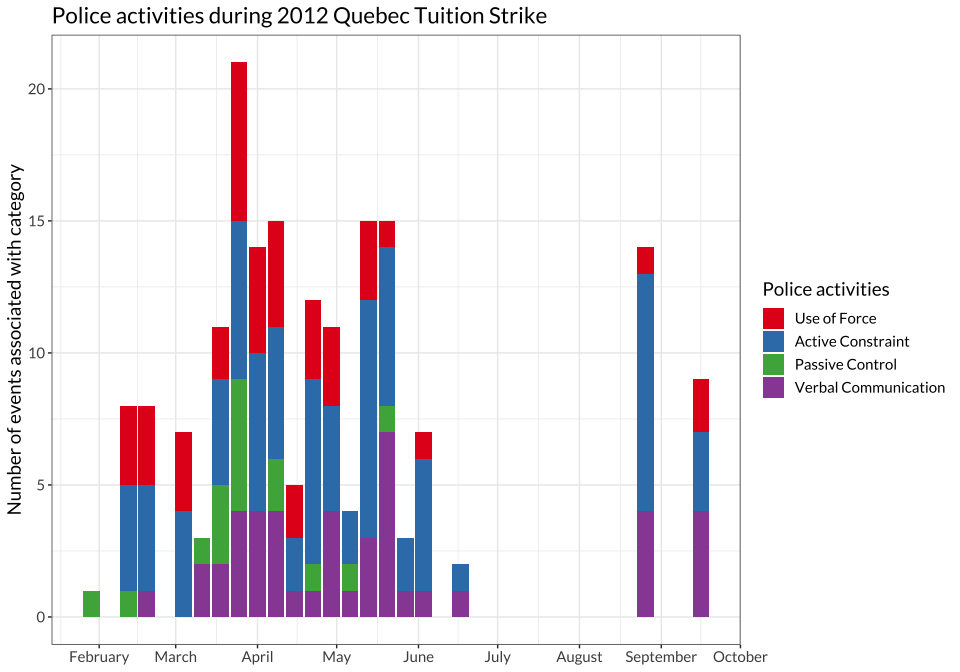 Police activities during 2012 Quebec Tuition Strike
Number of events associated with category
20
15
10
5
0
February March April May June July August September October
Police activities
Use of Force
Active Constraint
Passive Control
Verbal Communication